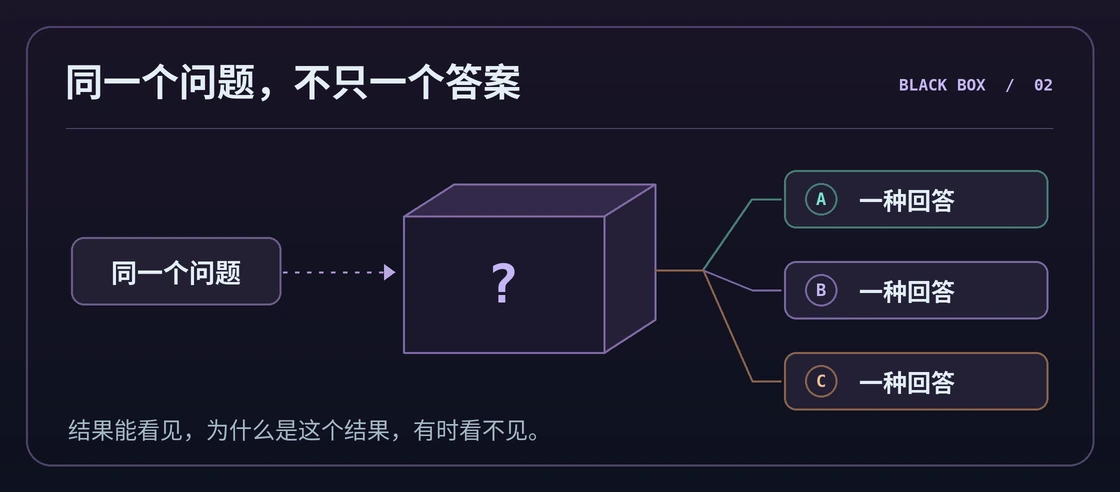 同一个问题，不只一个答案
BLACK BOX / 02
同一个问题
?
A 一种回答
B 一种回答
C 一种回答
结果能看见，为什么是这个结果，有时看不见。